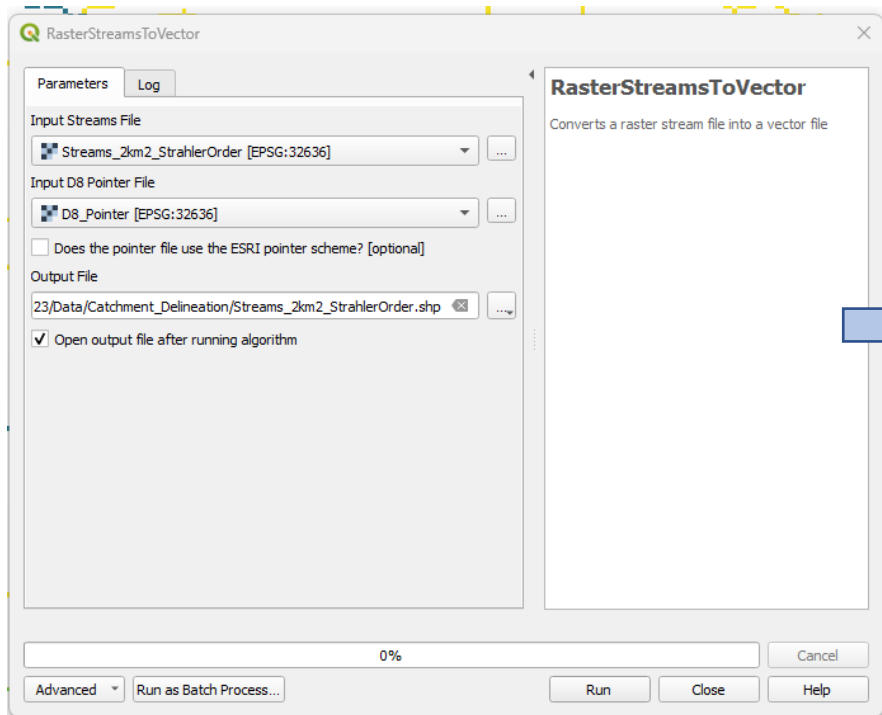 RasterStreamsToVector
Parameters
Log
Input Streams File
Streams_2km2_StrahlerOrder [EPSG:32636]
...
Input D8 Pointer File
D8_Pointer [EPSG:32636]
...
Does the pointer file use the ESRI pointer scheme? [optional]
Output File
23/Data/Catchment_Delineation/Streams_2km2_StrahlerOrder.shp
...
Open output file after running algorithm
RasterStreamsToVector
Converts a raster stream file into a vector file
0%
Cancel
Advanced
Run as Batch Process...
Run
Close
Help